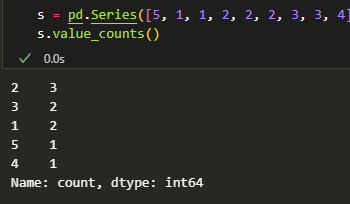 s = pd.Series([5, 1, 1, 2, 2, 2, 3, 3, 4]
s.value_counts()
0.0s
2 3
3 2
1 2
5 1
4 1
Name: count, dtype: int64